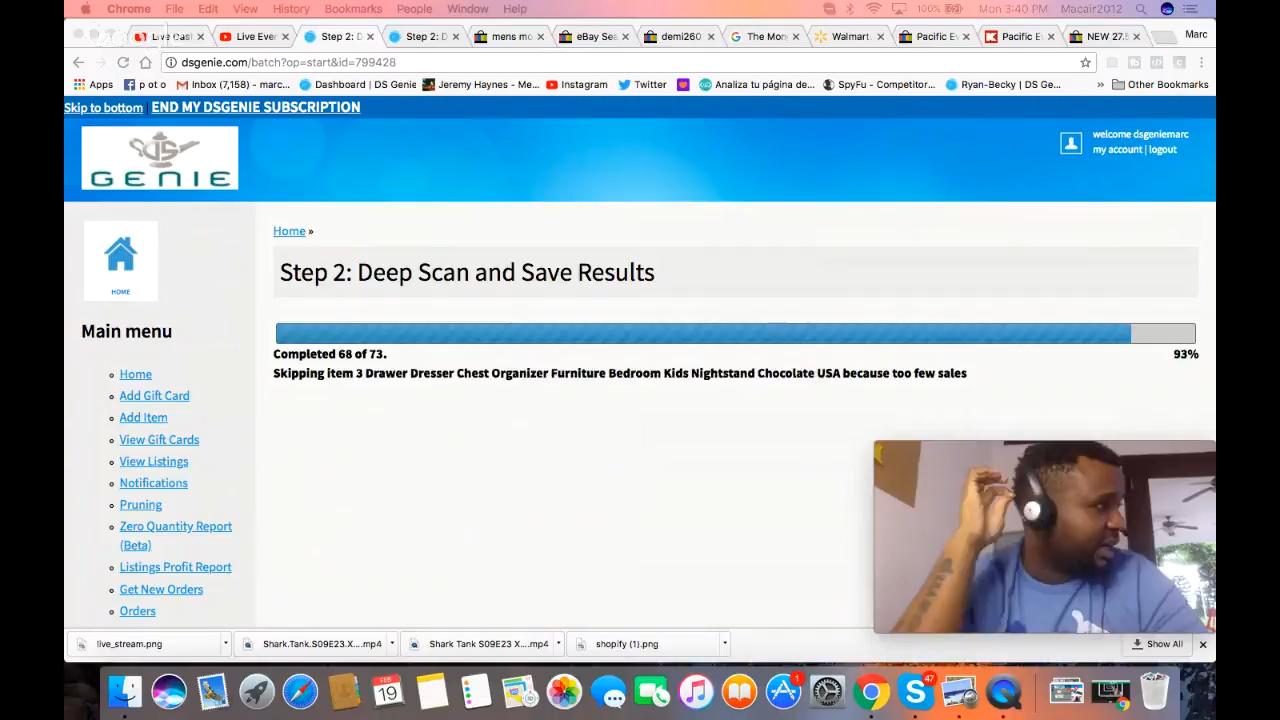 Chrome File Edit View History Bookmarks People Window Help 100% Mon 3:40 PM Macair2012
Live Cash Live Ever Step 2: D Step 2: D mens mo eBay Sea demi260 The Mon Walmart. Pacific Ev Pacific E NEW 27.5 Marc
dsgenie.com/batch?op=start&id=799428
Apps p ot o Inbox (7,158) - marc... Dashboard | DS Genie Jeremy Haynes - Me... Instagram Twitter Analiza tu página de... SpyFu - Competitor... Ryan-Becky | DS Ge... » Other Bookmarks
Skip to bottom | END MY DSGENIE SUBSCRIPTION
DS
GENIE
welcome dsgeniemarc
my account | logout
Home »
HOME
Step 2: Deep Scan and Save Results
Main menu
Completed 68 of 73. 93%
Skipping item 3 Drawer Dresser Chest Organizer Furniture Bedroom Kids Nightstand Chocolate USA because too few sales
Home
Add Gift Card
Add Item
View Gift Cards
View Listings
Notifications
Pruning
Zero Quantity Report
(Beta)
Listings Profit Report
Get New Orders
Orders
live_stream.png Shark.Tank.S09E23.X....mp4 Shark Tank S09E23 X....mp4 shopify (1).png Show All
FEB
19
1
47